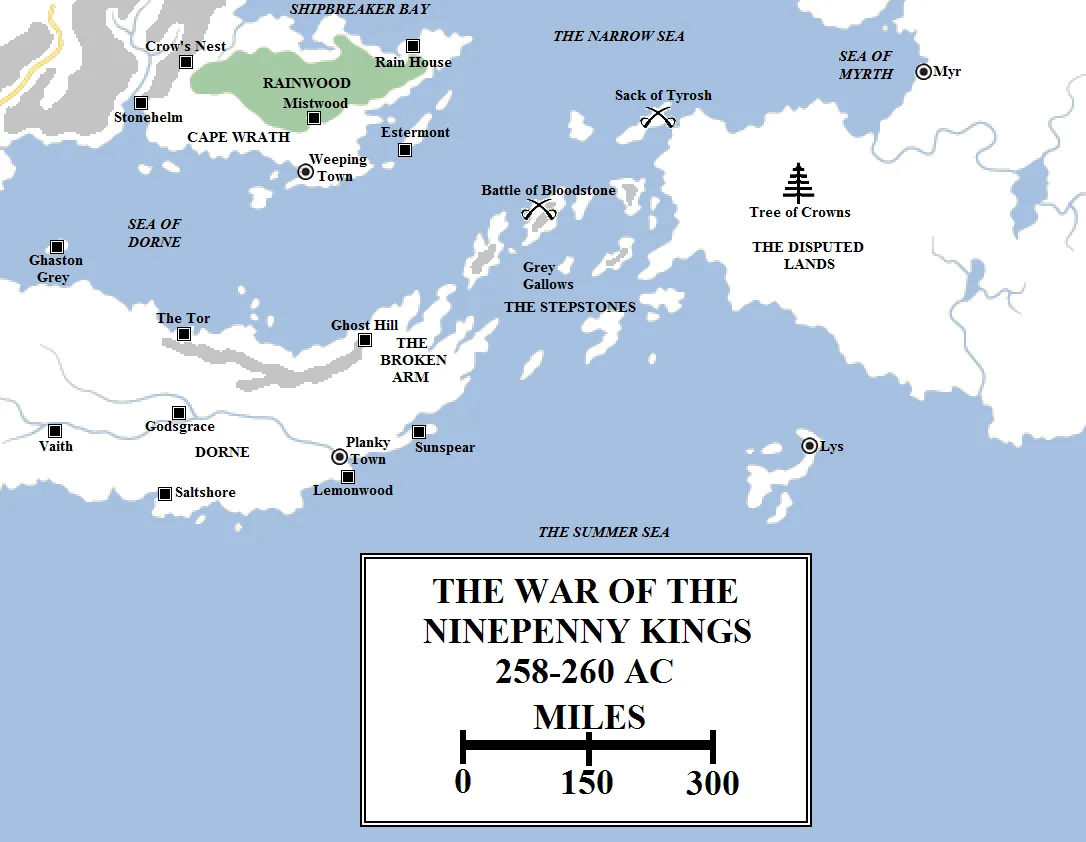 SHIPBREAKER BAY
THE NARROW SEA
Crow's Nest
Rain House
SEA OF
MYRTH
Myr
RAINWOOD
Mistwood
Sack of Tyrosh
Stonehelm
CAPE WRATH
Estermont
Weeping
Town
Battle of Bloodstone
Tree of Crowns
SEA OF
DORNE
THE DISPUTED
LANDS
Ghaston
Grey
Grey
Gallows
THE STEPSTONES
The Tor
Ghost Hill
THE
BROKEN
ARM
Godsgrace
Vaith
DORNE
Planky
Town
Sunspear
Lys
Lemonwood
Saltshore
THE SUMMER SEA
THE WAR OF THE
NINEPENNY KINGS
258-260 AC
MILES
0 150 300